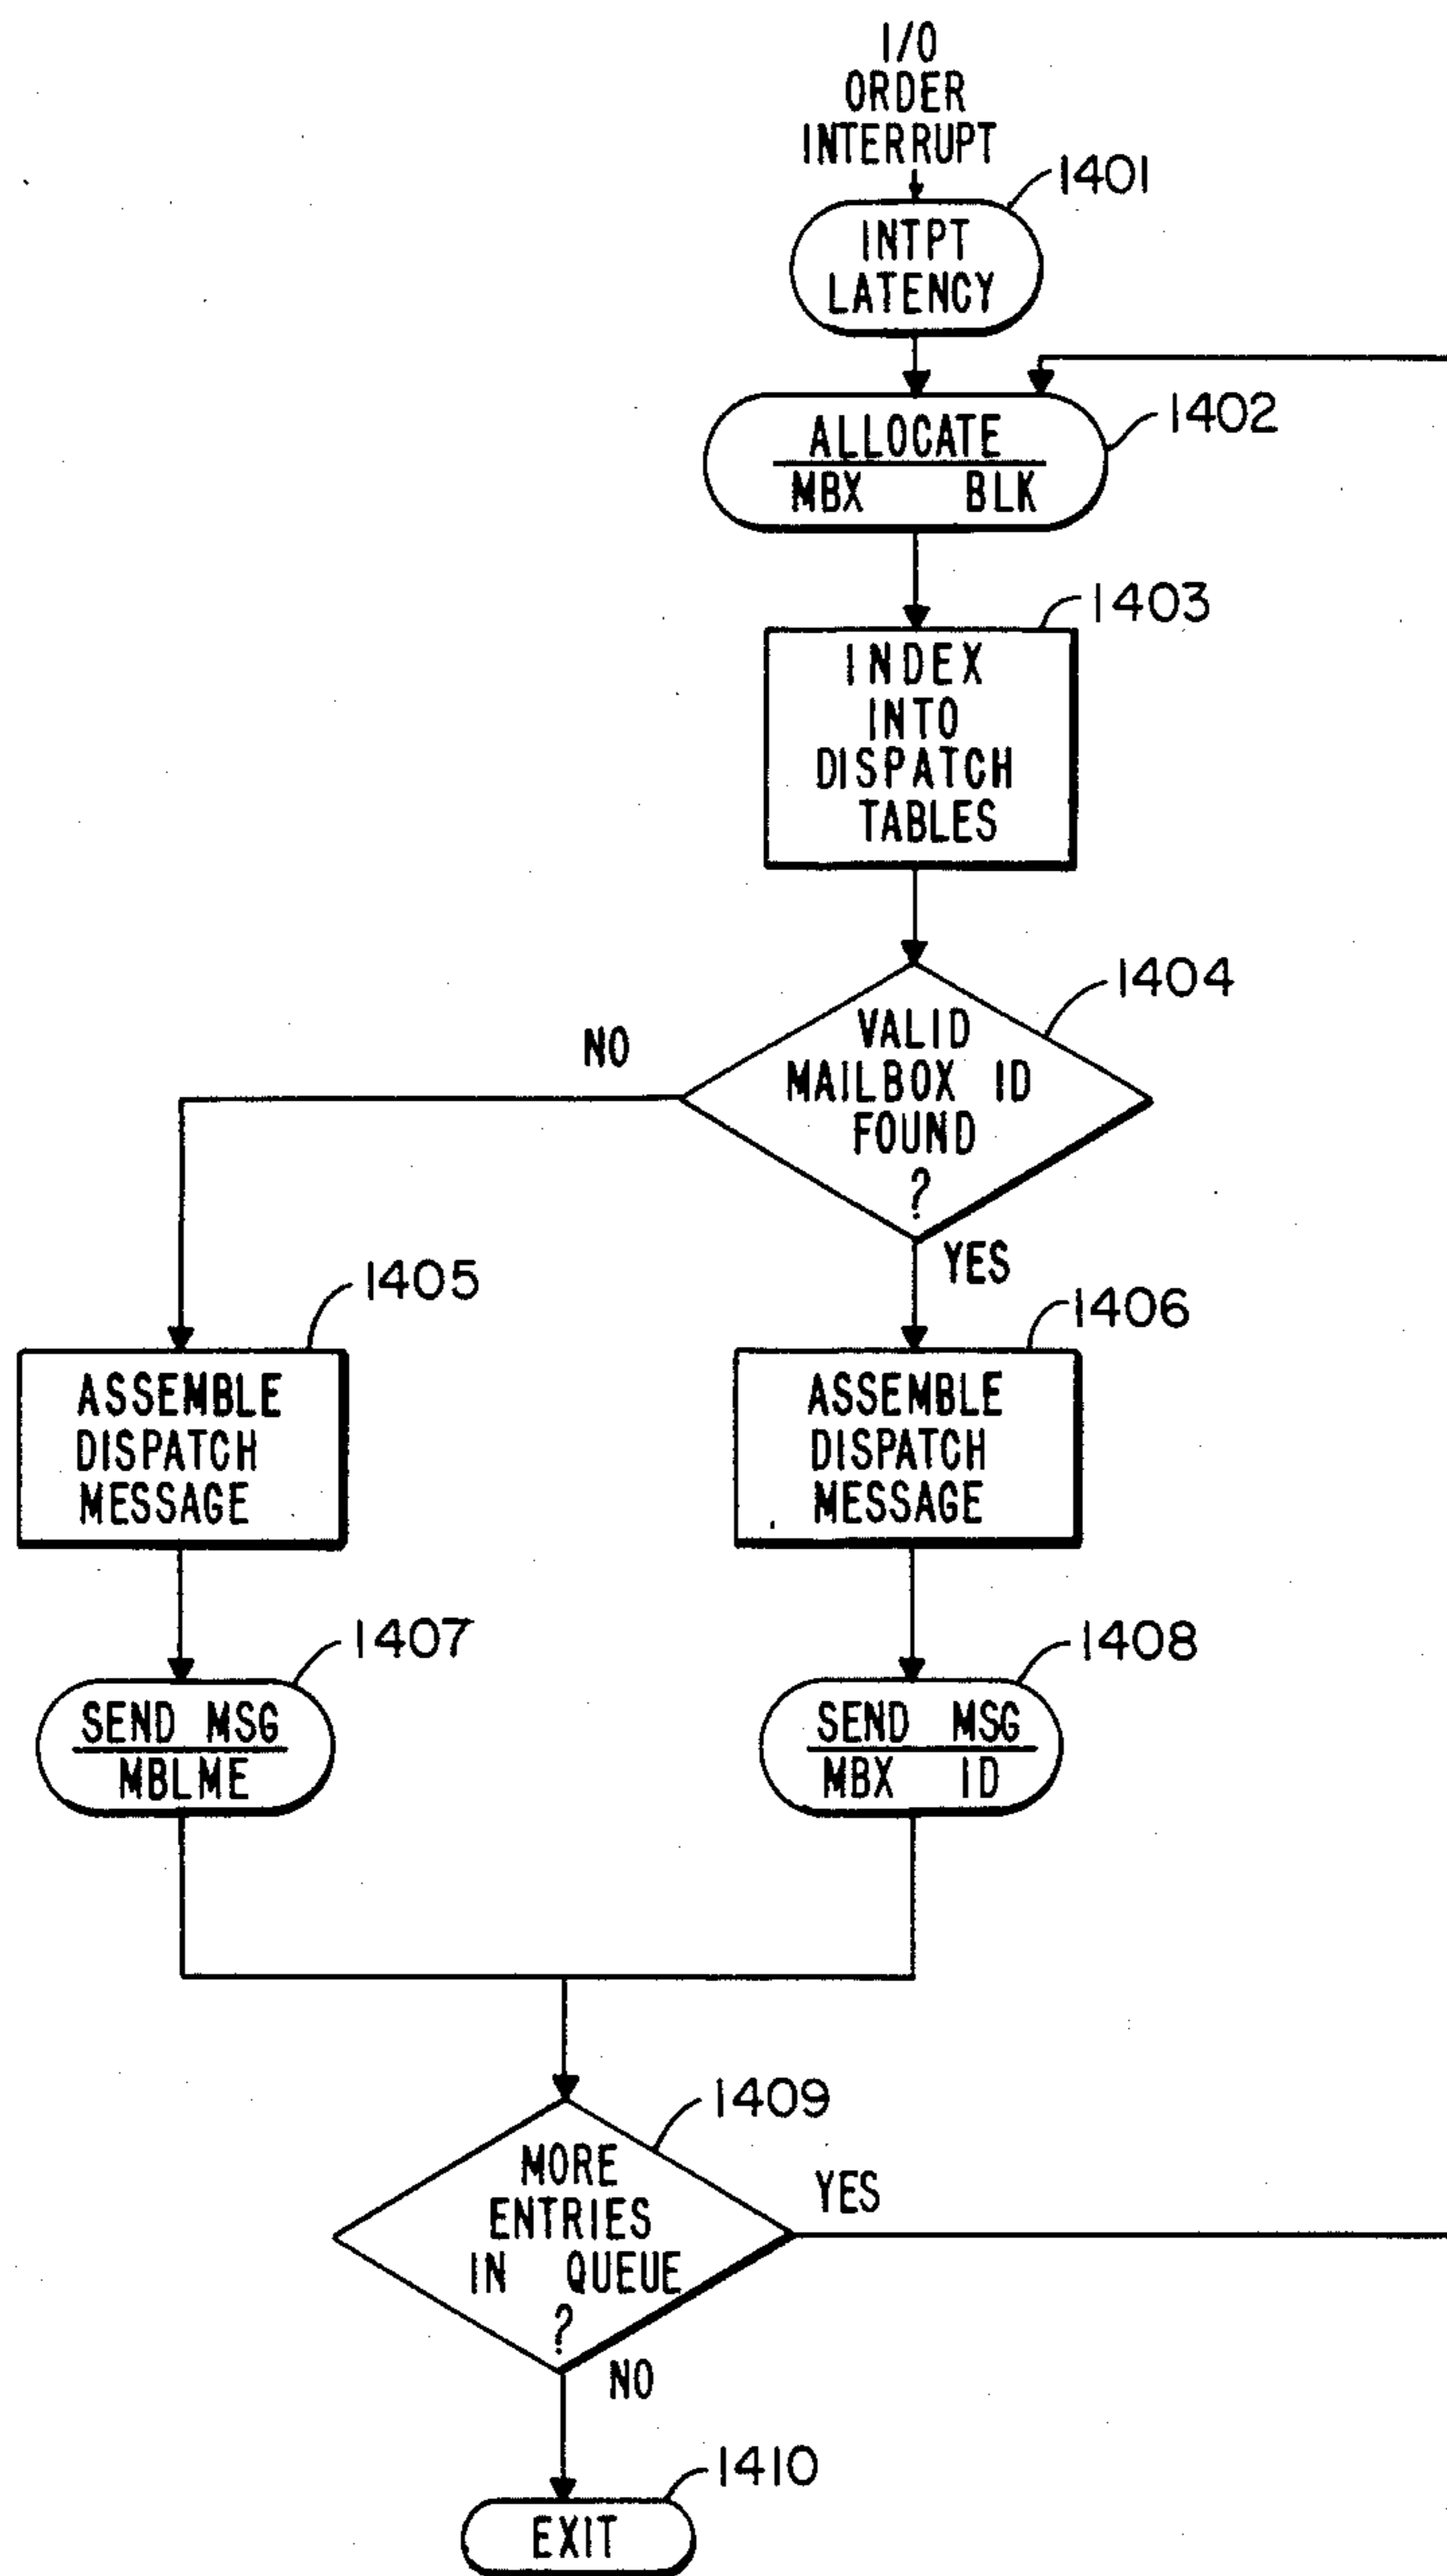 I/O
ORDER
INTERRUPT
1401
INTPT
LATENCY
1402
ALLOCATE
MBX BLK
1403
INDEX
INTO
DISPATCH
TABLES
1404
VALID
MAILBOX ID
FOUND
?
NO
YES
1405
ASSEMBLE
DISPATCH
MESSAGE
1406
ASSEMBLE
DISPATCH
MESSAGE
1407
SEND MSG
MBLME
1408
SEND MSG
MBX ID
1409
MORE
ENTRIES
IN QUEUE
?
YES
NO
1410
EXIT